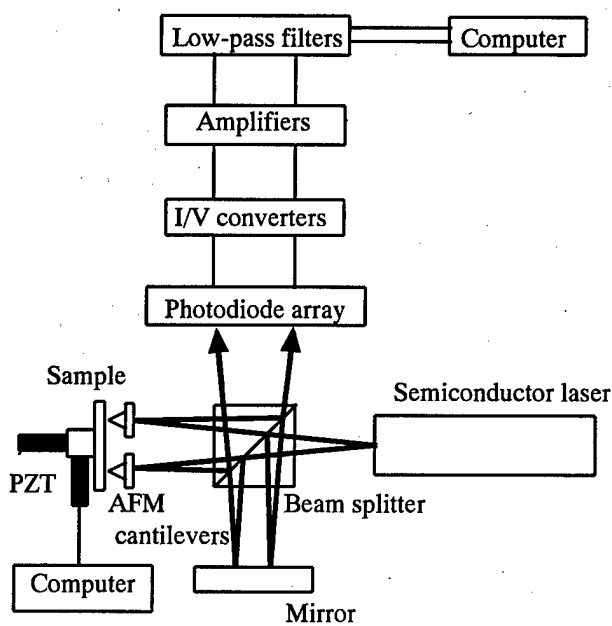 Low-pass filters
Computer
Amplifiers
I/V converters
Photodiode array
Sample
Semiconductor laser
PZT
AFM
cantilevers
Beam splitter
Computer
Mirror